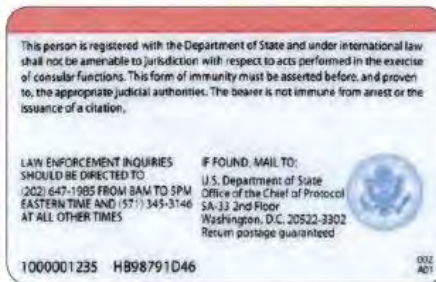 This person is registered with the Department of State and under international law
shall not be amenable to jurisdiction with respect to acts performed in the exercise
of consular functions. This form of immunity must be asserted before, and proven
to, the appropriate judicial authorities. The bearer is not immune from arrest or the
issuance of a citation.
LAW ENFORCEMENT INQUIRIES
SHOULD BE DIRECTED TO
(202) 647-1985 FROM 8AM TO 5PM
EASTERN TIME AND (571) 345-3146
AT ALL OTHER TIMES
IF FOUND, MAIL TO:
U.S. Department of State
Office of the Chief of Protocol
SA-33 2nd Floor
Washington, D.C. 20522-3302
Return postage guaranteed
1000001235 HB98791D46
002
A01